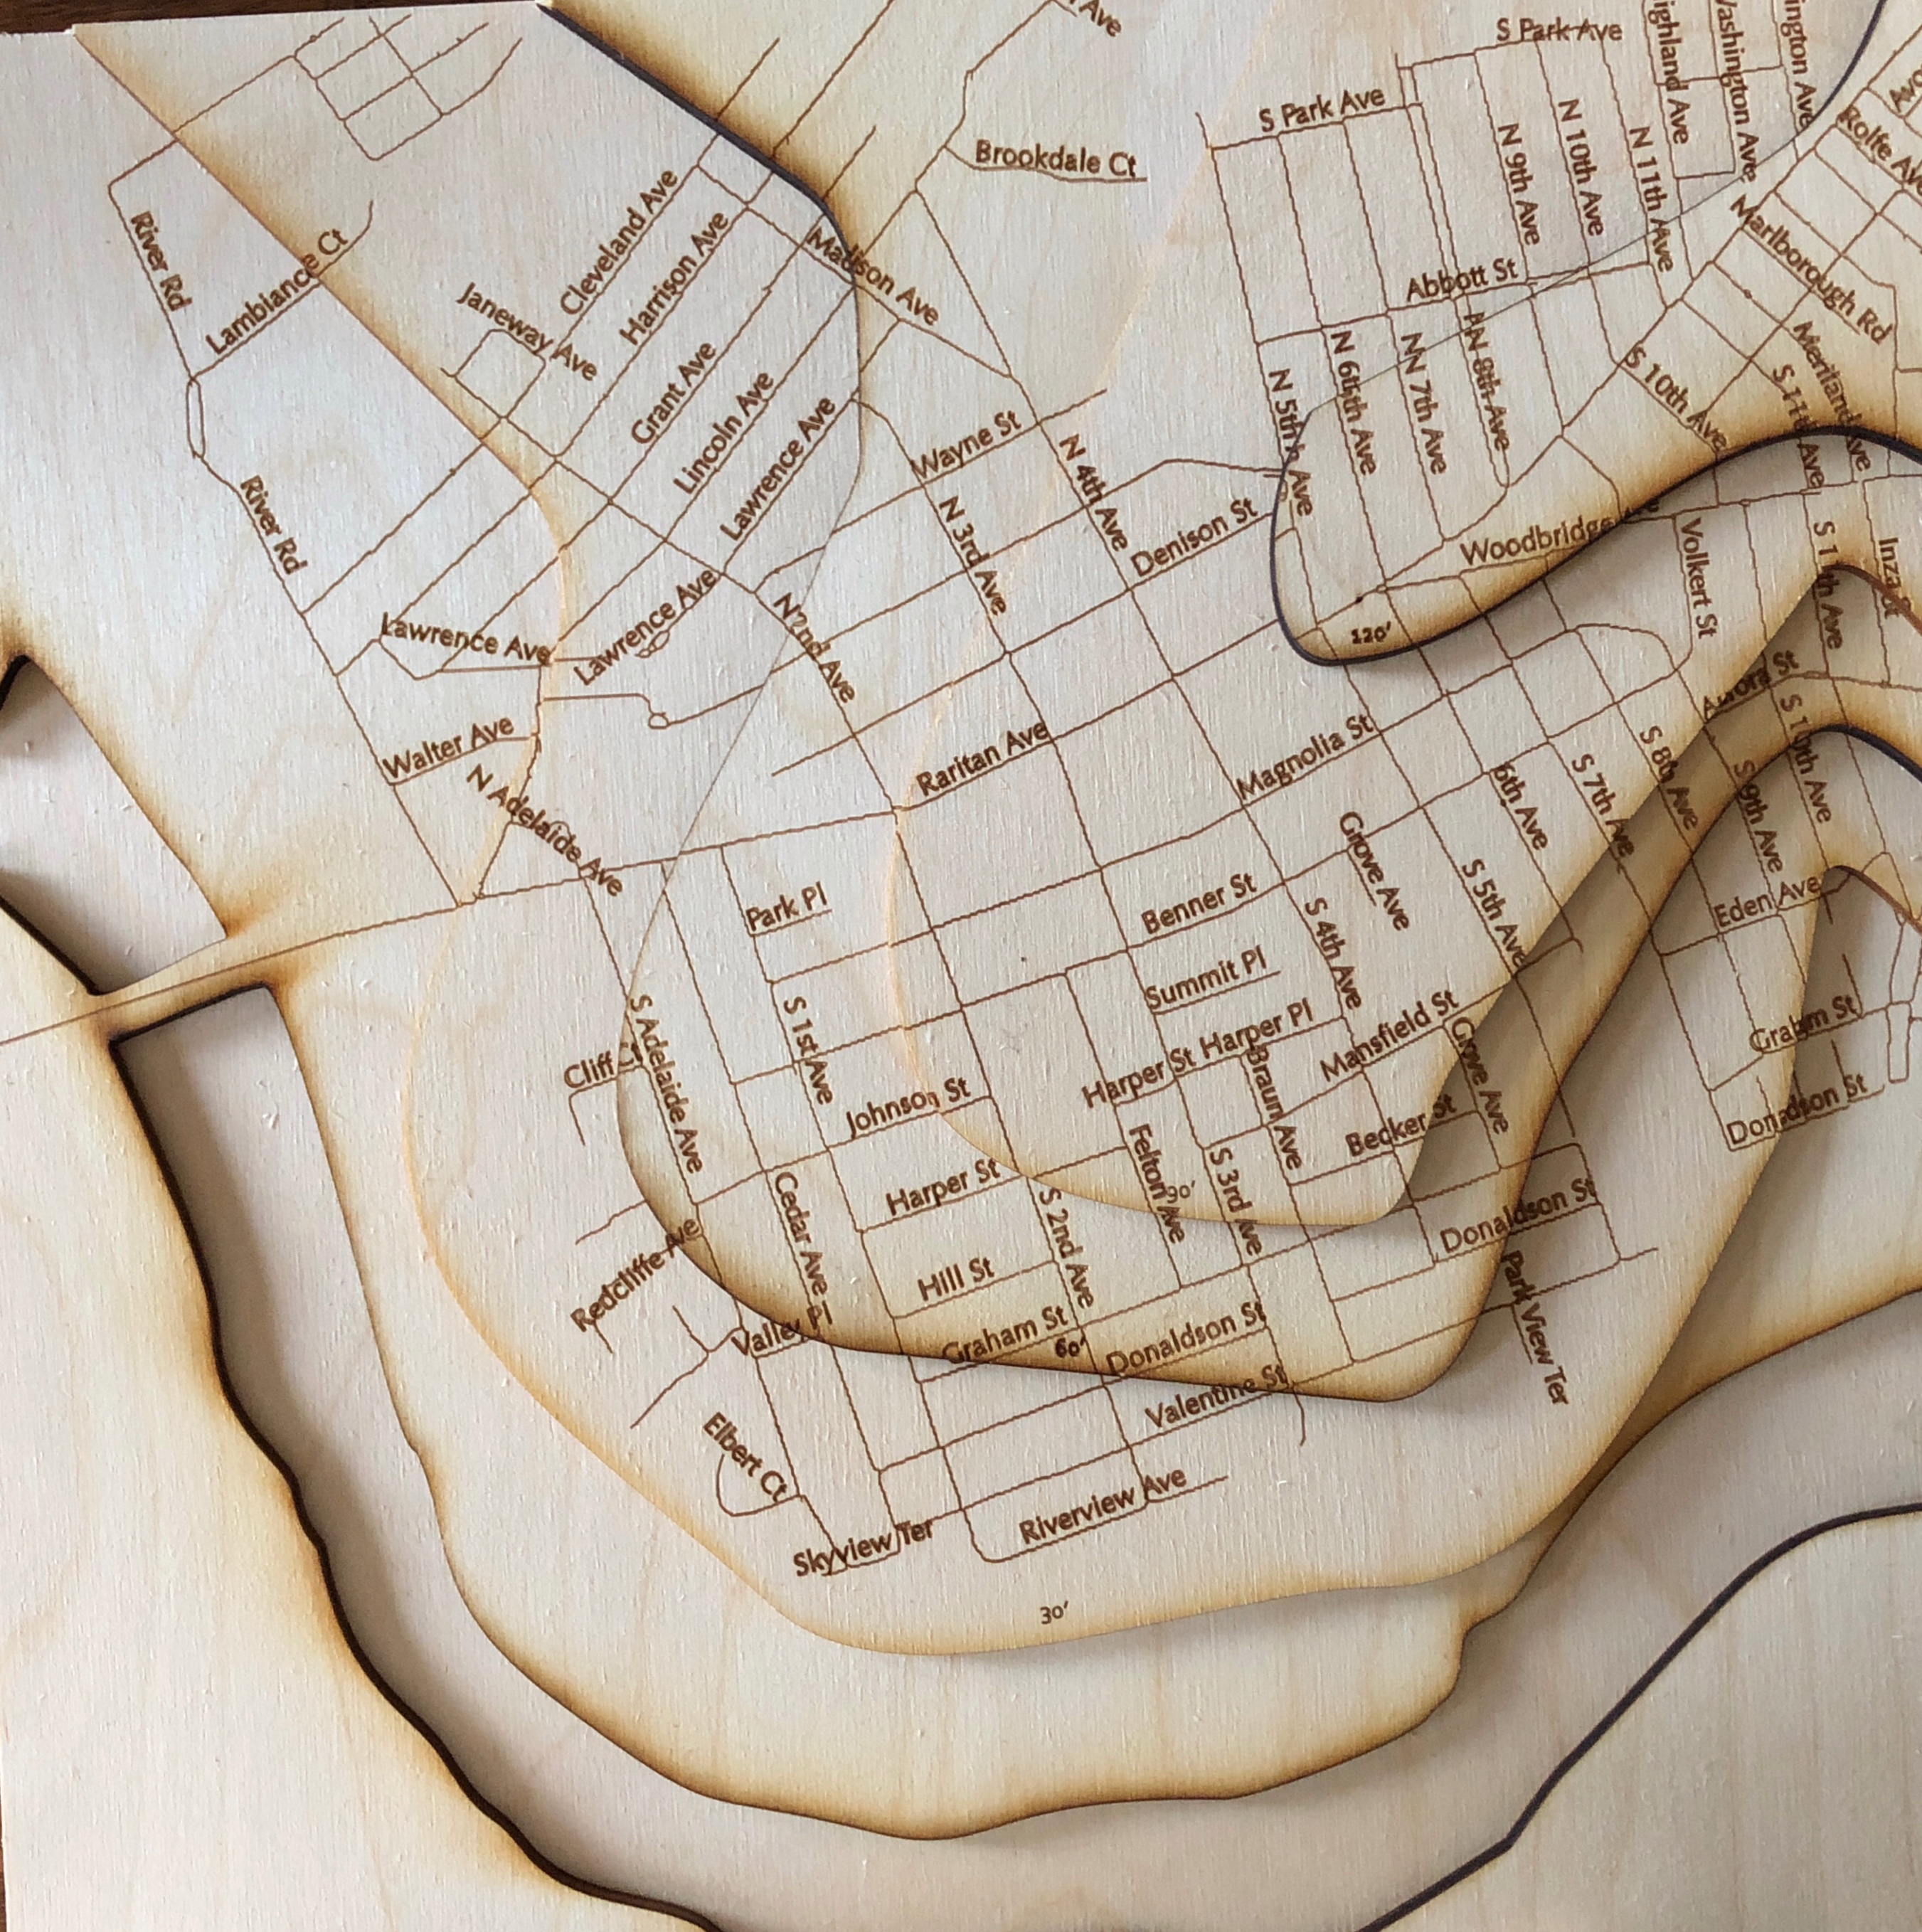 Ave
S Park Ave
ighland Ave
Washington Ave
ington Ave
S Park Ave
N 9th Ave
N 10th Ave
N 11th Ave
Rolfe Ave
Brookdale Ct
River Rd
Lambiance Ct
Cleveland Ave
Harrison Ave
Madison Ave
Janeway Ave
Grant Ave
Lincoln Ave
Lawrence Ave
Abbott St
Marlborough Rd
N 5th Ave
N 6th Ave
N 7th Ave
N 8th Ave
S 10th Ave
S 11th Ave
Meriland Ave
Wayne St
N 4th Ave
River Rd
N 3rd Ave
Denison St
Woodbridge
Volkert St
S 11th Ave
Lawrence Ave
Lawrence Ave
N 2nd Ave
120'
Aurora St
Walter Ave
N Adelaide Ave
Raritan Ave
Magnolia St
6th Ave
S 7th Ave
S 8th Ave
S 9th Ave
S 10th Ave
Park Pl
Benner St
Grove Ave
S 4th Ave
S 5th Ave
Eden Ave
Summit Pl
S Adelaide Ave
S 1st Ave
Cliff Ct
Johnson St
Harper St
Harper Pl
Braun Ave
Mansfield St
Grove Ave
Becker St
Graham St
Donaldson St
Harper St
Felton Ave
S 3rd Ave
90'
Cedar Ave
S 2nd Ave
Donaldson St
Redcliffe Ave
Hill St
Valley Pl
Graham St
60'
Donaldson St
Park View Ter
Valentine St
Elbert Ct
Skyview Ter
Riverview Ave
30'